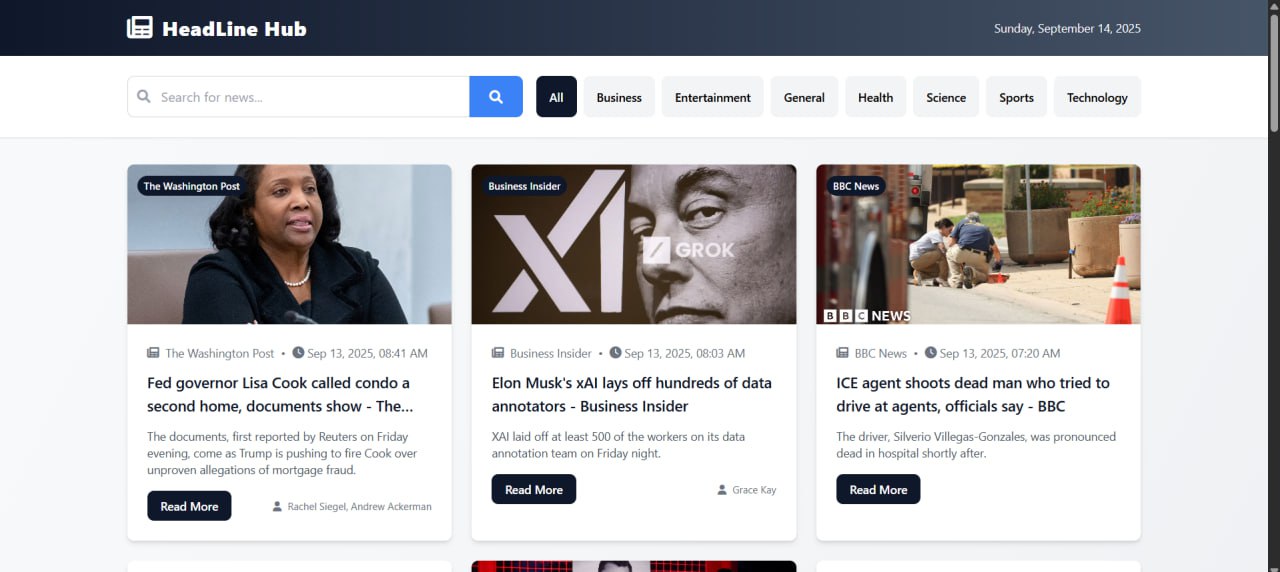 HeadLine Hub
Sunday, September 14, 2025
Search for news...
All
Business
Entertainment
General
Health
Science
Sports
Technology
The Washington Post
The Washington Post • Sep 13, 2025, 08:41 AM
Fed governor Lisa Cook called condo a
second home, documents show - The...
The documents, first reported by Reuters on Friday
evening, come as Trump is pushing to fire Cook over
unproven allegations of mortgage fraud.
Read More
Rachel Siegel, Andrew Ackerman
Business Insider
xAI
GROK
Business Insider • Sep 13, 2025, 08:03 AM
Elon Musk's xAI lays off hundreds of data
annotators - Business Insider
XAI laid off at least 500 of the workers on its data
annotation team on Friday night.
Read More
Grace Kay
BBC News
BBC NEWS
BBC News • Sep 13, 2025, 07:20 AM
ICE agent shoots dead man who tried to
drive at agents, officials say - BBC
The driver, Silverio Villegas-Gonzales, was pronounced
dead in hospital shortly after.
Read More